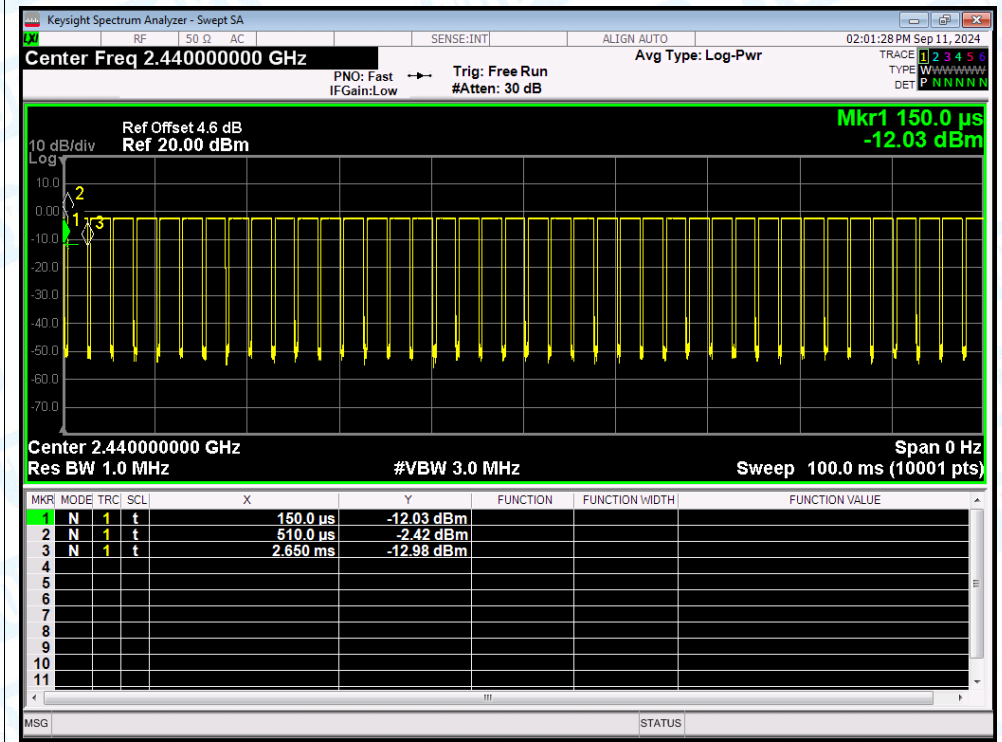 Keysight Spectrum Analyzer - Swept SA
LXI RF 50 Ω AC SENSE:INT ALIGN AUTO 02:01:28 PM Sep 11, 2024
Center Freq 2.440000000 GHz Avg Type: Log-Pwr TRACE 1 2 3 4 5 6
PNO: Fast Trig: Free Run TYPE WWWWWW
IFGain:Low #Atten: 30 dB DET P N N N N N
Mkr1 150.0 µs
Ref Offset 4.6 dB
10 dB/div Ref 20.00 dBm -12.03 dBm
Log
10.0
2
0.00
1 3
-10.0
-20.0
-30.0
-40.0
-50.0
-60.0
-70.0
Center 2.440000000 GHz Span 0 Hz
Res BW 1.0 MHz #VBW 3.0 MHz Sweep 100.0 ms (10001 pts)
MKR MODE TRC SCL X Y FUNCTION FUNCTION WIDTH FUNCTION VALUE
1 N 1 t 150.0 µs -12.03 dBm
2 N 1 t 510.0 µs -2.42 dBm
3 N 1 t 2.650 ms -12.98 dBm
4
5
6
7
8
9
10
11
MSG STATUS